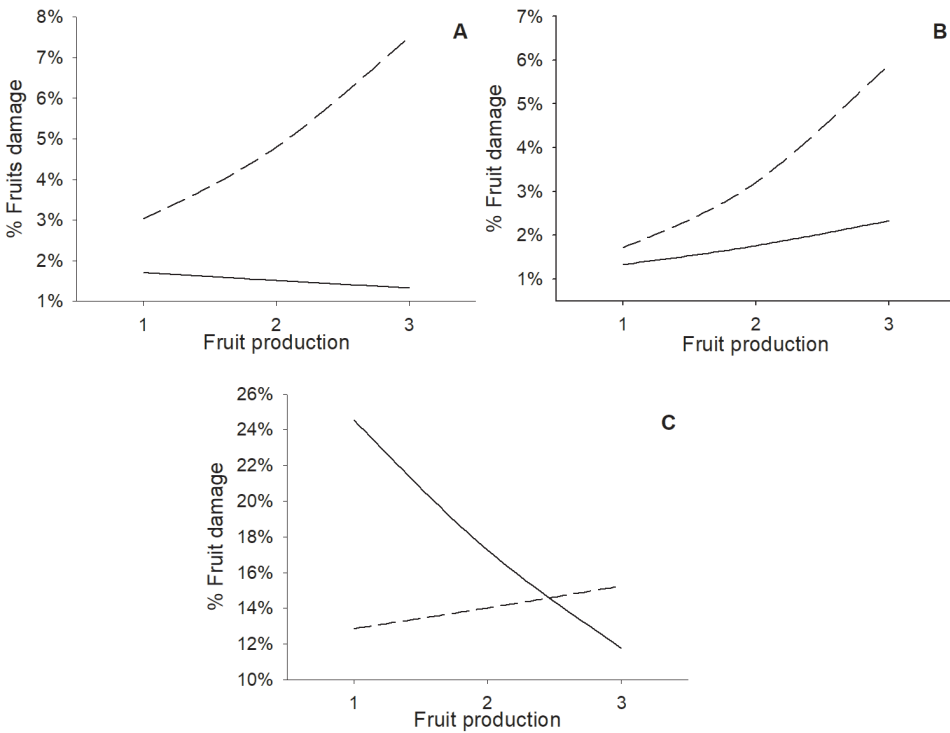 A
% Fruits damage
8%
7%
6%
5%
4%
3%
2%
1%
1 2 3
Fruit production
B
% Fruit damage
7%
6%
5%
4%
3%
2%
1%
1 2 3
Fruit production
C
% Fruit damage
26%
24%
22%
20%
18%
16%
14%
12%
10%
1 2 3
Fruit production